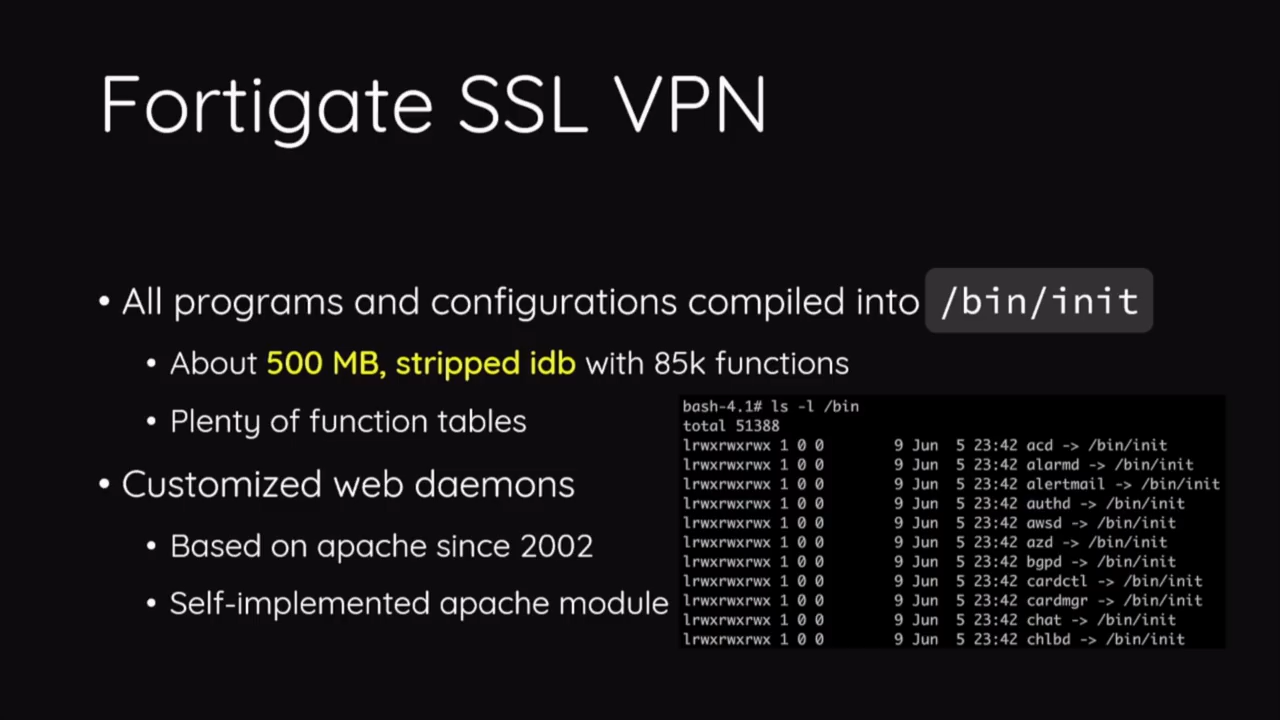 Fortigate SSL VPN
• All programs and configurations compiled into /bin/init
• About 500 MB, stripped idb with 85k functions
• Plenty of function tables
• Customized web daemons
• Based on apache since 2002
• Self-implemented apache module
bash-4.1# ls -l /bin
total 51388
lrwxrwxrwx 1 0 0        9 Jun  5 23:42 acd -> /bin/init
lrwxrwxrwx 1 0 0        9 Jun  5 23:42 alarmd -> /bin/init
lrwxrwxrwx 1 0 0        9 Jun  5 23:42 alertmail -> /bin/init
lrwxrwxrwx 1 0 0        9 Jun  5 23:42 authd -> /bin/init
lrwxrwxrwx 1 0 0        9 Jun  5 23:42 awsd -> /bin/init
lrwxrwxrwx 1 0 0        9 Jun  5 23:42 azd -> /bin/init
lrwxrwxrwx 1 0 0        9 Jun  5 23:42 bgpd -> /bin/init
lrwxrwxrwx 1 0 0        9 Jun  5 23:42 cardctl -> /bin/init
lrwxrwxrwx 1 0 0        9 Jun  5 23:42 cardmgr -> /bin/init
lrwxrwxrwx 1 0 0        9 Jun  5 23:42 chat -> /bin/init
lrwxrwxrwx 1 0 0        9 Jun  5 23:42 chlbd -> /bin/init